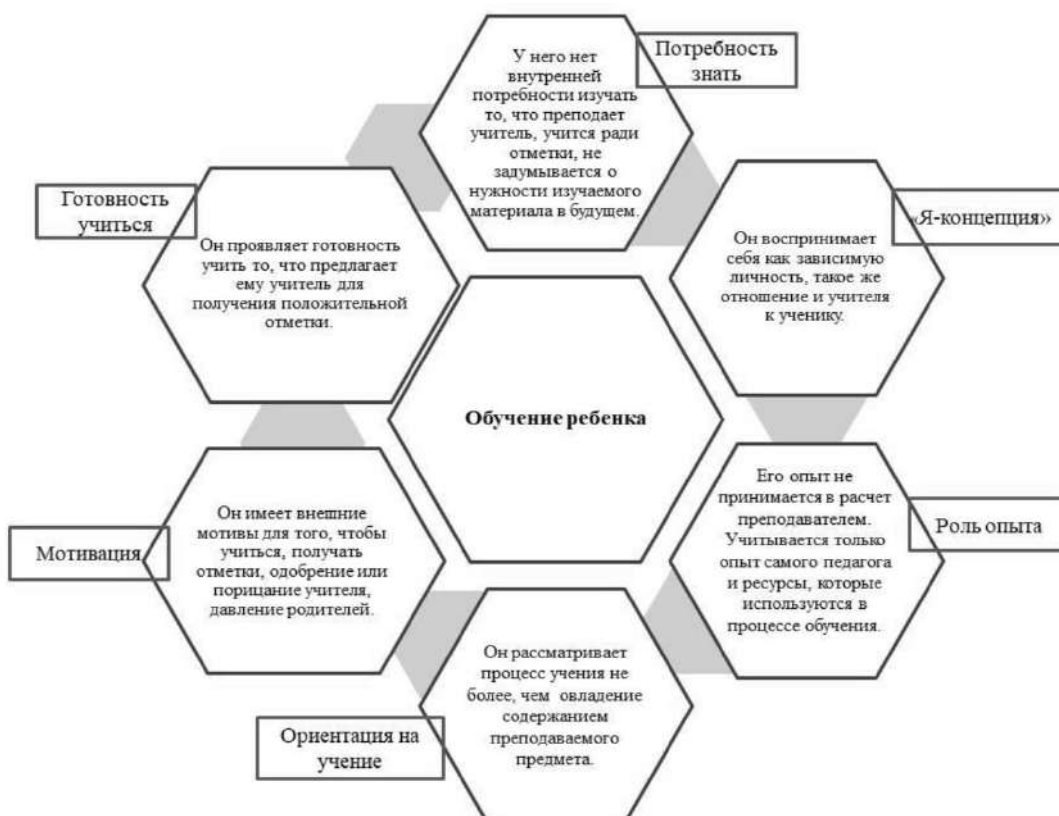 Потребность
знать
У него нет
внутренней
потребности изучать
то, что преподает
учитель, учится ради
отметки, не
задумывается о
нужности изучаемого
материала в будущем.
«Я-концепция»
Он воспринимает
себя как зависимую
личность, такое же
отношение и учителя
к ученику.
Роль опыта
Его опыт не
принимается в расчет
преподавателем.
Учитывается только
опыт самого педагога
и ресурсы, которые
используются в
процессе обучения.
Ориентация на
учение
Он рассматривает
процесс учения не
более, чем овладение
содержанием
преподаваемого
предмета.
Мотивация
Он имеет внешние
мотивы для того, чтобы
учиться, получать
отметки, одобрение или
порицание учителя,
давление родителей.
Готовность
учиться
Он проявляет готовность
учить то, что предлагает
ему учитель для
получения положительной
отметки.
Обучение ребенка